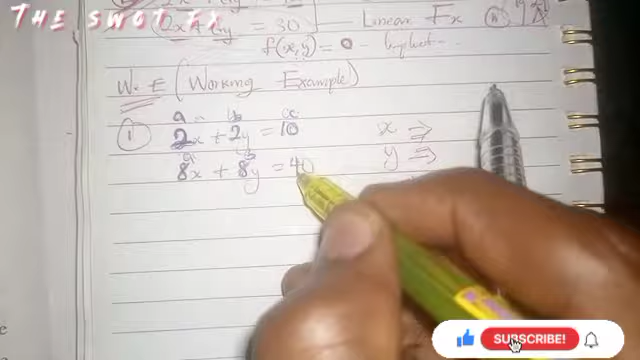 THE SWOT FX
= 30 Linear Fx
f(x,y) = 0 -
W.E (Working Example)
a b c
① 2x + 2y = 10 x ⇒
a b
8x + 8y = 40 y ⇒
SUBSCRIBE!